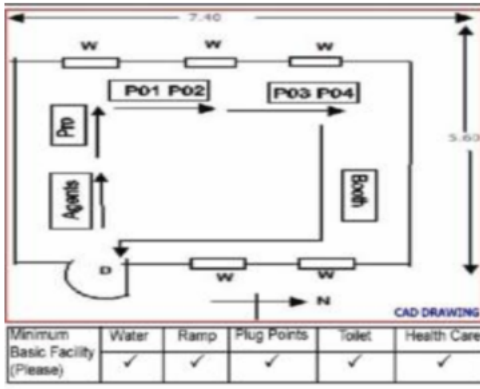 7.40
W W W
P01 P02 P03 P04
Pro
5.60
Agents
Booth
D
W W
N
CAD DRAWING
Minimum Basic Facility (Please) Water Ramp Plug Points Toilet Health Care
✓ ✓ ✓ ✓ ✓